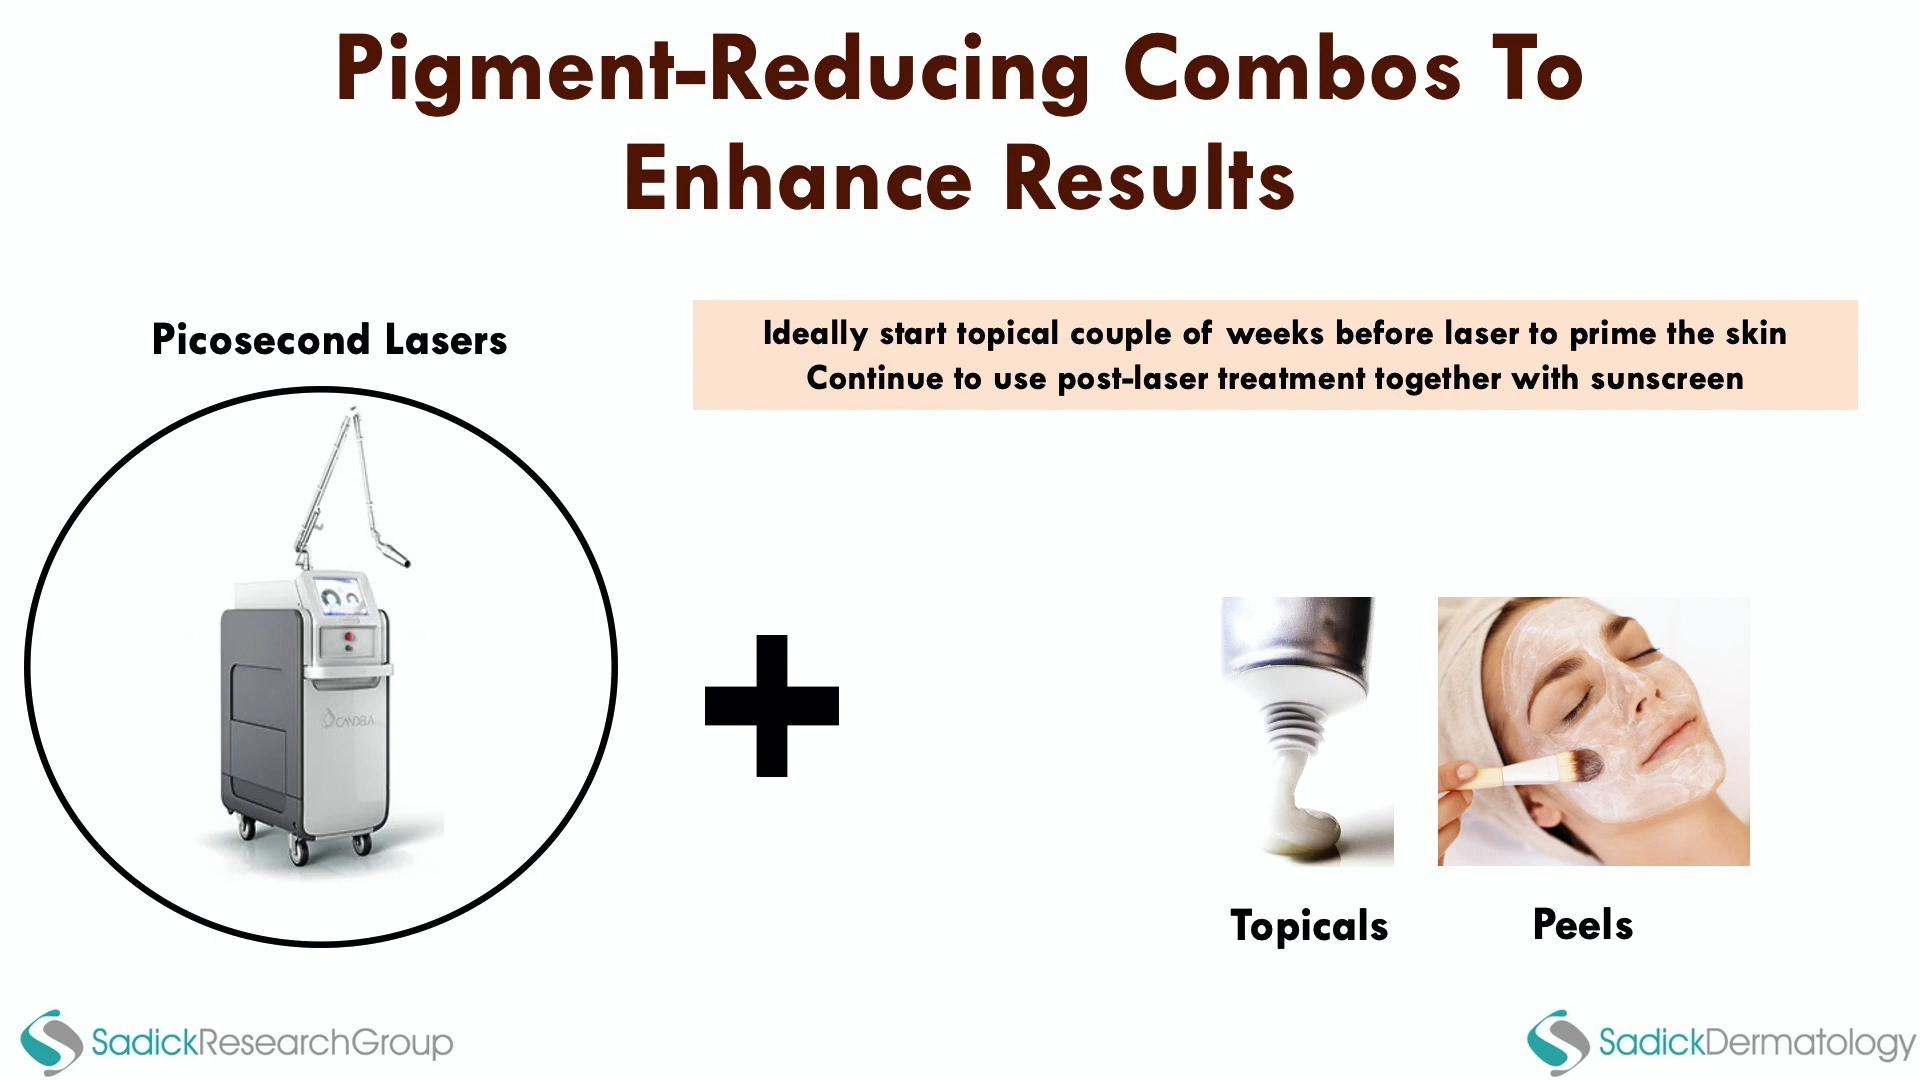 Pigment-Reducing Combos To
Enhance Results
Picosecond Lasers
Ideally start topical couple of weeks before laser to prime the skin
Continue to use post-laser treatment together with sunscreen
CANDELA
Topicals
Peels
SadickResearchGroup
SadickDermatology